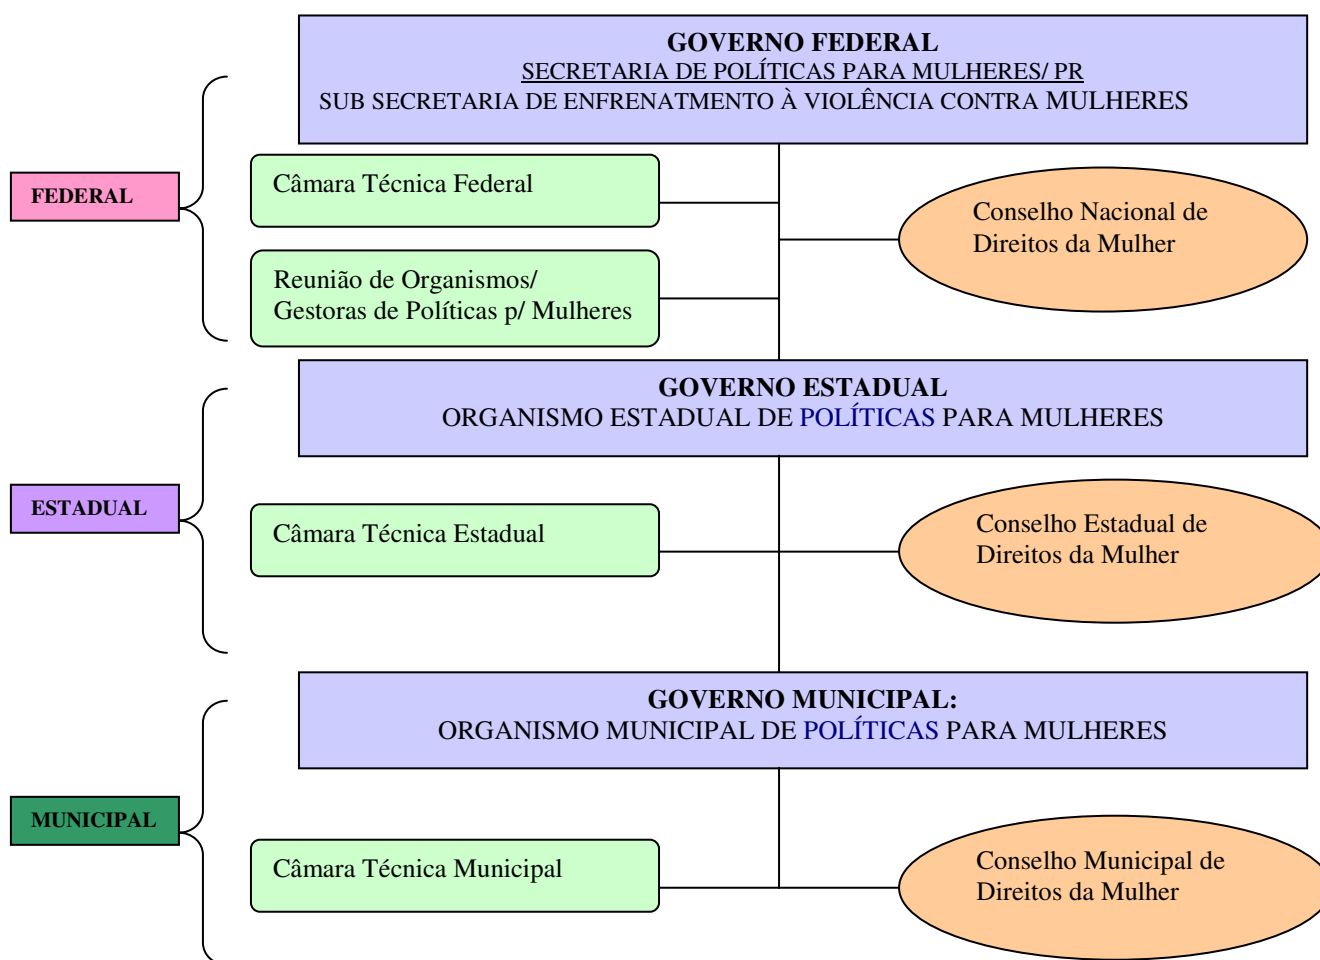 GOVERNO FEDERAL
SECRETARIA DE POLÍTICAS PARA MULHERES/ PR
SUB SECRETARIA DE ENFRENATMENTO À VIOLÊNCIA CONTRA MULHERES
FEDERAL
Câmara Técnica Federal
Reunião de Organismos/
Gestoras de Políticas p/ Mulheres
Conselho Nacional de
Direitos da Mulher
GOVERNO ESTADUAL
ORGANISMO ESTADUAL DE POLÍTICAS PARA MULHERES
ESTADUAL
Câmara Técnica Estadual
Conselho Estadual de
Direitos da Mulher
GOVERNO MUNICIPAL:
ORGANISMO MUNICIPAL DE POLÍTICAS PARA MULHERES
MUNICIPAL
Câmara Técnica Municipal
Conselho Municipal de
Direitos da Mulher